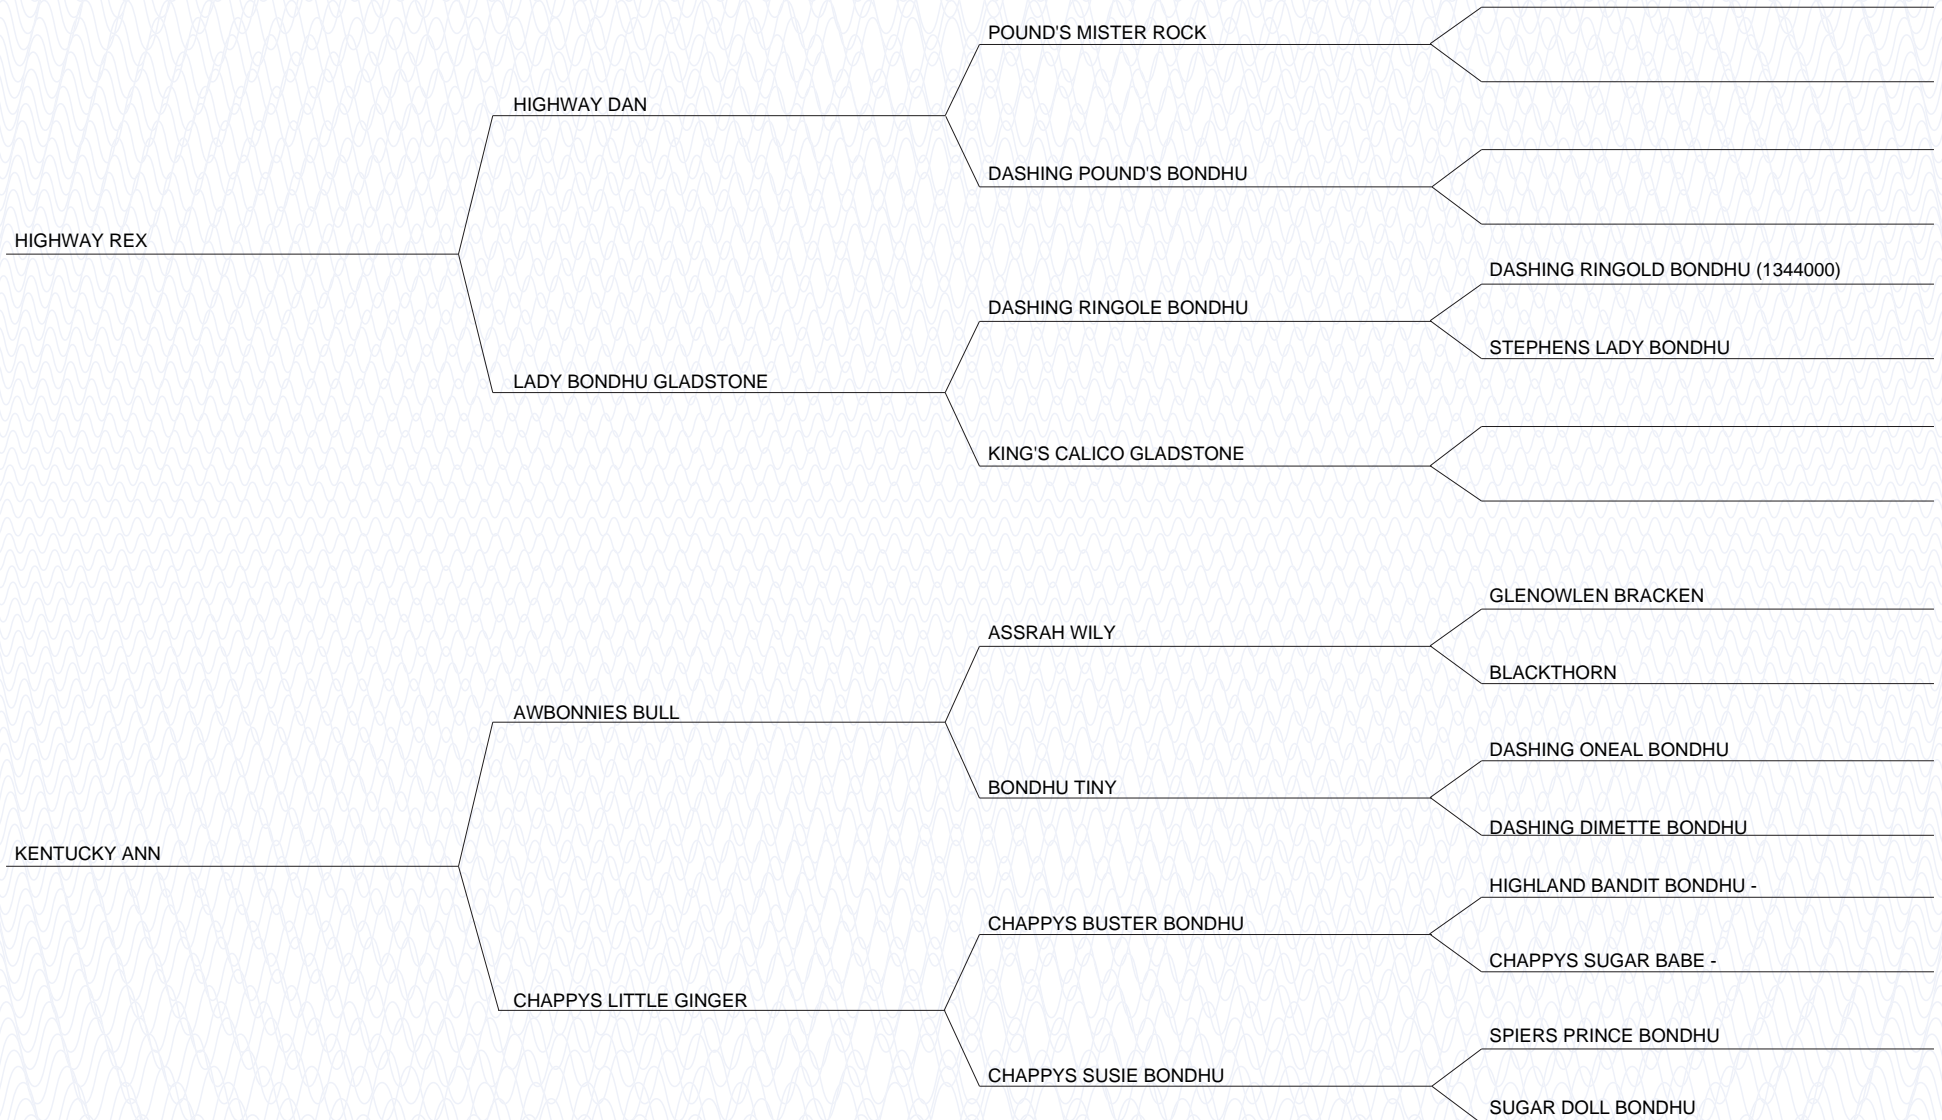 POUND'S MISTER ROCK
HIGHWAY DAN
DASHING POUND'S BONDHU
HIGHWAY REX
DASHING RINGOLD BONDHU (1344000)
DASHING RINGOLE BONDHU
STEPHENS LADY BONDHU
LADY BONDHU GLADSTONE
KING'S CALICO GLADSTONE
GLENOWLEN BRACKEN
ASSRAH WILY
BLACKTHORN
AWBONNIES BULL
DASHING ONEAL BONDHU
BONDHU TINY
DASHING DIMETTE BONDHU
KENTUCKY ANN
HIGHLAND BANDIT BONDHU -
CHAPPYS BUSTER BONDHU
CHAPPYS SUGAR BABE -
CHAPPYS LITTLE GINGER
SPIERS PRINCE BONDHU
CHAPPYS SUSIE BONDHU
SUGAR DOLL BONDHU